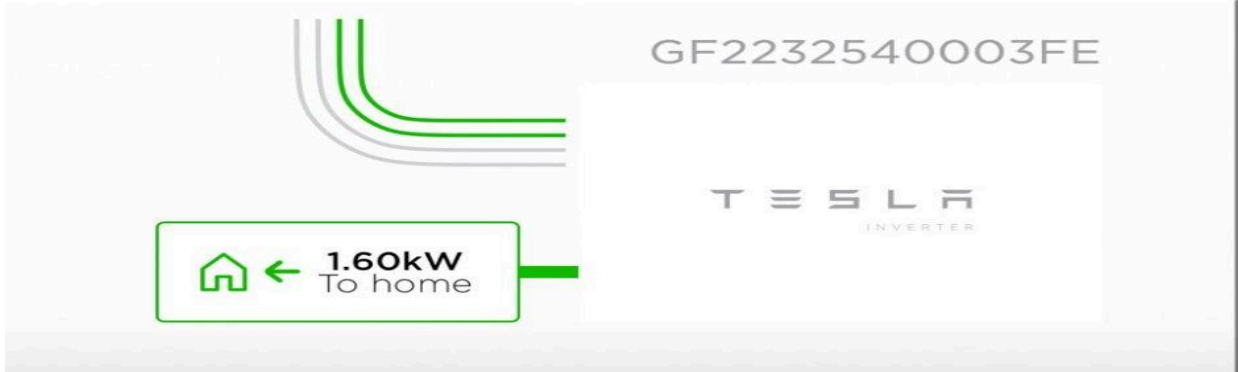 GF2232540003FE
TESLA
INVERTER
1.60kW
To home